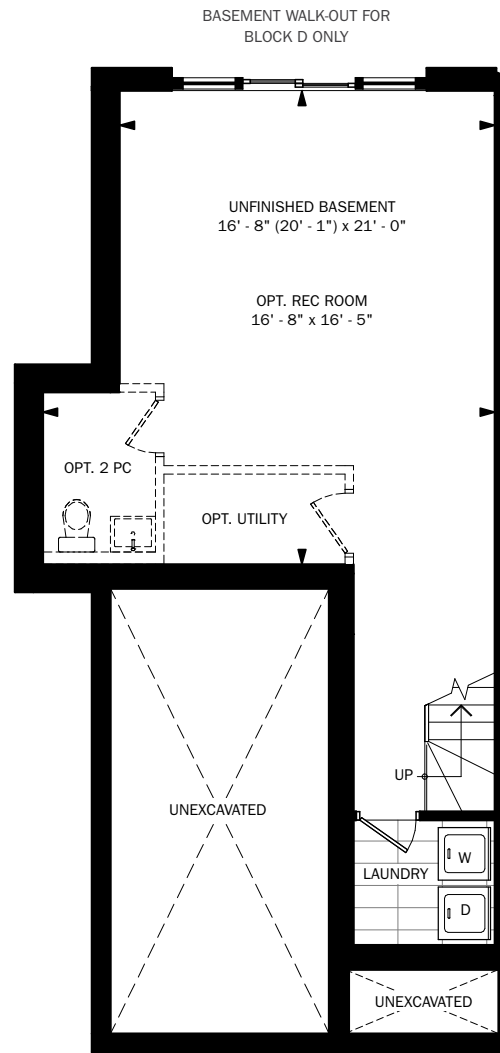 BASEMENT WALK-OUT FOR
BLOCK D ONLY
UNFINISHED BASEMENT
16' - 8" (20' - 1") x 21' - 0"
OPT. REC ROOM
16' - 8" x 16' - 5"
OPT. 2 PC
OPT. UTILITY
UP
UNEXCAVATED
W
LAUNDRY
D
UNEXCAVATED